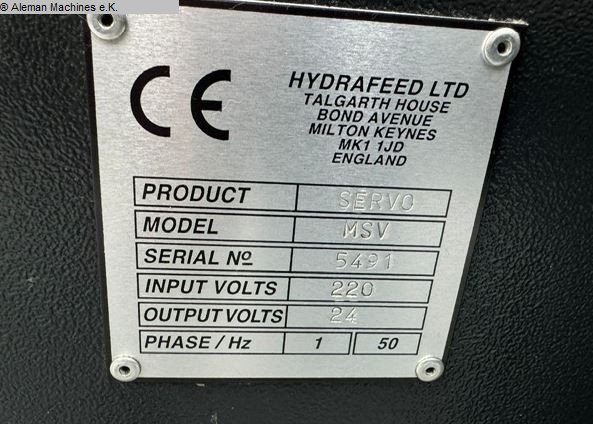 © Aleman Machines e.K.
CE
HYDRAFEED LTD
TALGARTH HOUSE
BOND AVENUE
MILTON KEYNES
MK1 1JD
ENGLAND
PRODUCT SERVO
MODEL MSV
SERIAL Nº 5491
INPUT VOLTS 220
OUTPUT VOLTS 24
PHASE / Hz 1 50